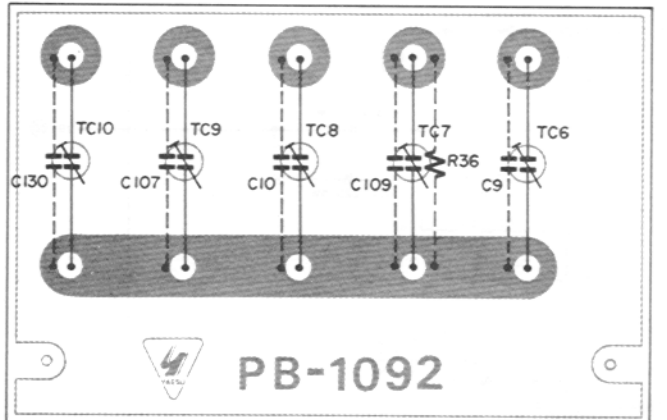 TC10 TC9 TC8 TC7 TC6
R36
C130 C107 C10 C109 C9
YAESU
PB-1092